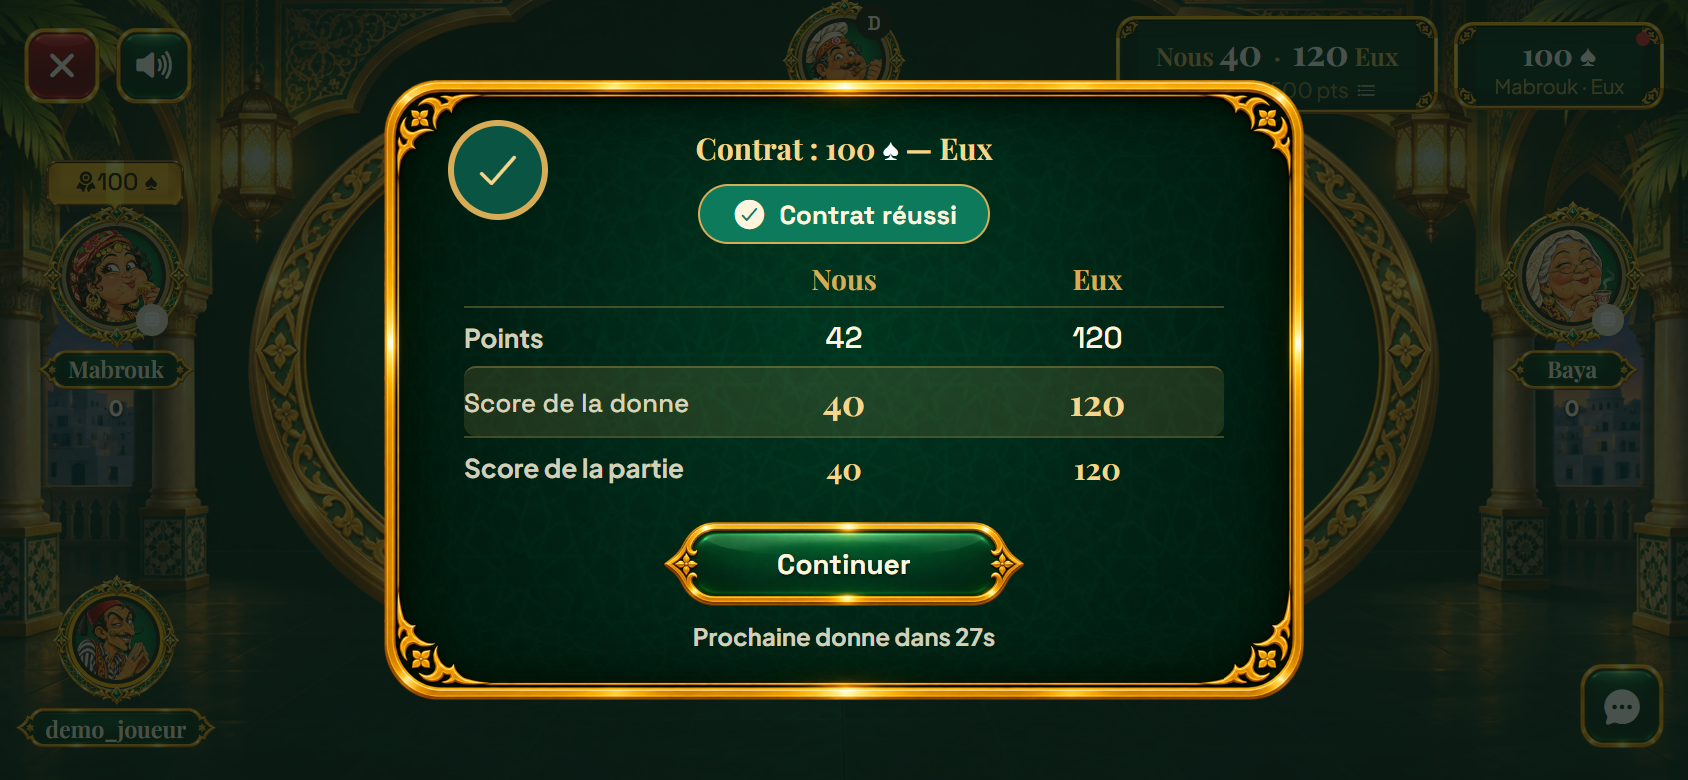 D
Nous 40 · 120 Eux
00 pts
100 ♠
Mabrouk · Eux
100 ♠
Mabrouk
0
Baya
0
demo_joueur
Contrat : 100 ♠ — Eux
Contrat réussi
Nous Eux
Points 42 120
Score de la donne 40 120
Score de la partie 40 120
Continuer
Prochaine donne dans 27s